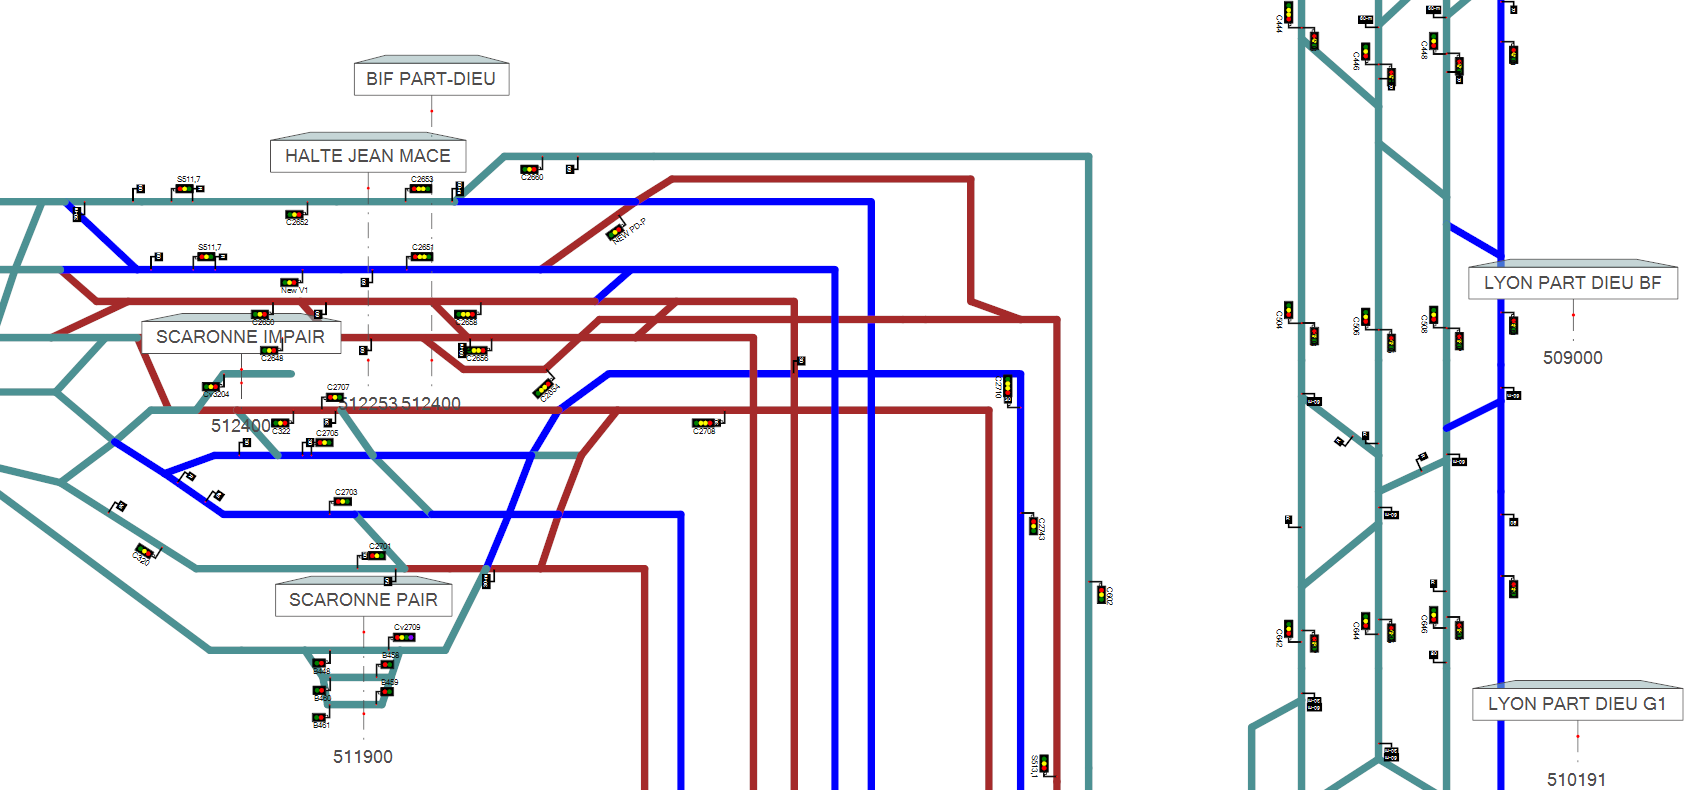 BIF PART-DIEU
HALTE JEAN MACE
S511,7
C2653
C2660
C2652
NEW PD-P
S511,7
C2651
New V1
C2650
C2658
SCARONNE IMPAIR
C2648
C2656
C2654
Cv3204
C2707
512253
512400
512400
C322
C2705
C2708
C2710
C2703
C2743
C320
C2701
C602
SCARONNE PAIR
Cv2709
B448
B458
B460
B459
B461
511900
S513,1
C444
C446
C448
LYON PART DIEU BF
C504
C506
C508
509000
C642
C644
C646
LYON PART DIEU G1
510191